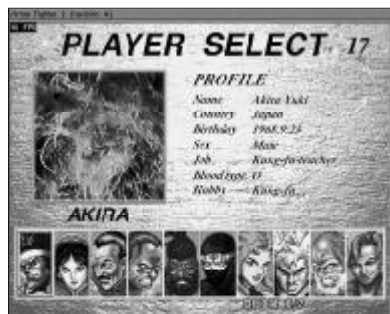 PLAYER SELECT 17
PROFILE
Name Akira Yuki
Country Japan
Birthday 1968.9.23
Sex Male
Job Kung-fu teacher
Blood type O
Hobby Kung-fu
AKIRA